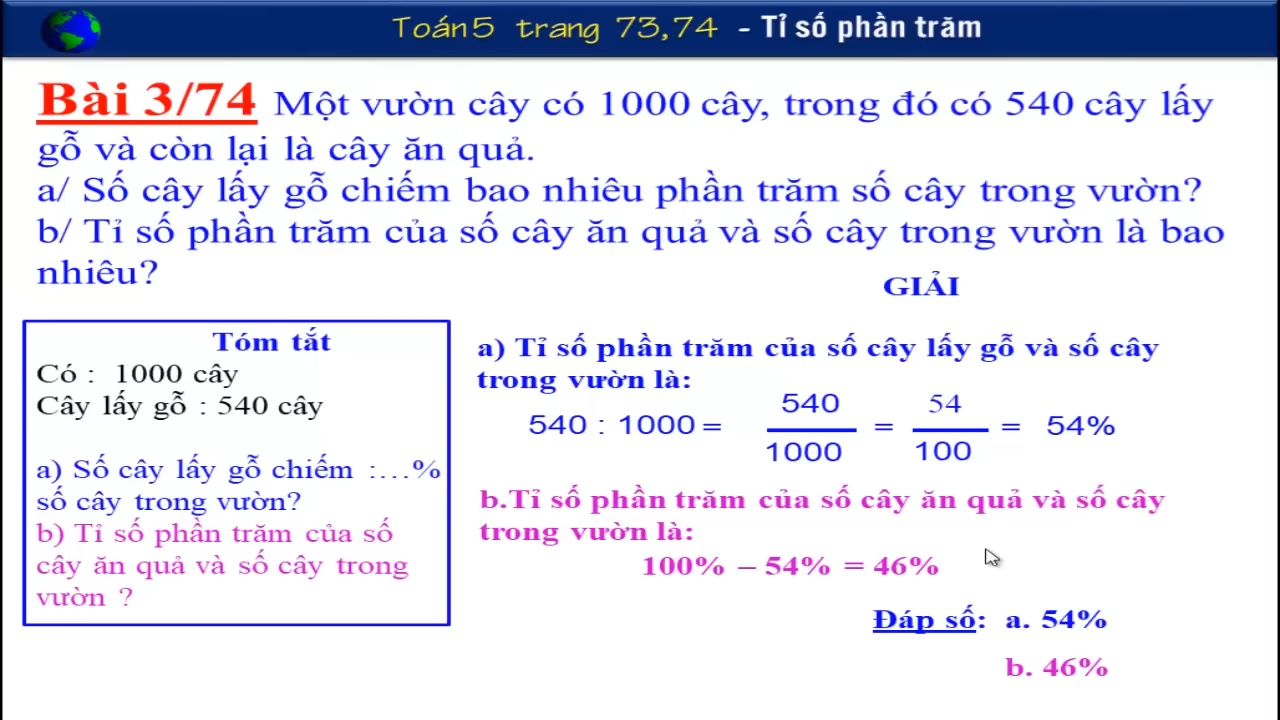 Toán5 trang 73,74 - Tỉ số phần trăm
Bài 3/74 Một vườn cây có 1000 cây, trong đó có 540 cây lấy
gỗ và còn lại là cây ăn quả.
a/ Số cây lấy gỗ chiếm bao nhiêu phần trăm số cây trong vườn?
b/ Tỉ số phần trăm của số cây ăn quả và số cây trong vườn là bao
nhiêu?
GIẢI
Tóm tắt
Có : 1000 cây
Cây lấy gỗ : 540 cây
a) Số cây lấy gỗ chiếm :...%
số cây trong vườn?
b) Tỉ số phần trăm của số
cây ăn quả và số cây trong
vườn ?
a) Tỉ số phần trăm của số cây lấy gỗ và số cây
trong vườn là:
540 : 1000 = 540/1000 = 54/100 = 54%
b.Tỉ số phần trăm của số cây ăn quả và số cây
trong vườn là:
100% – 54% = 46%
Đáp số: a. 54%
b. 46%